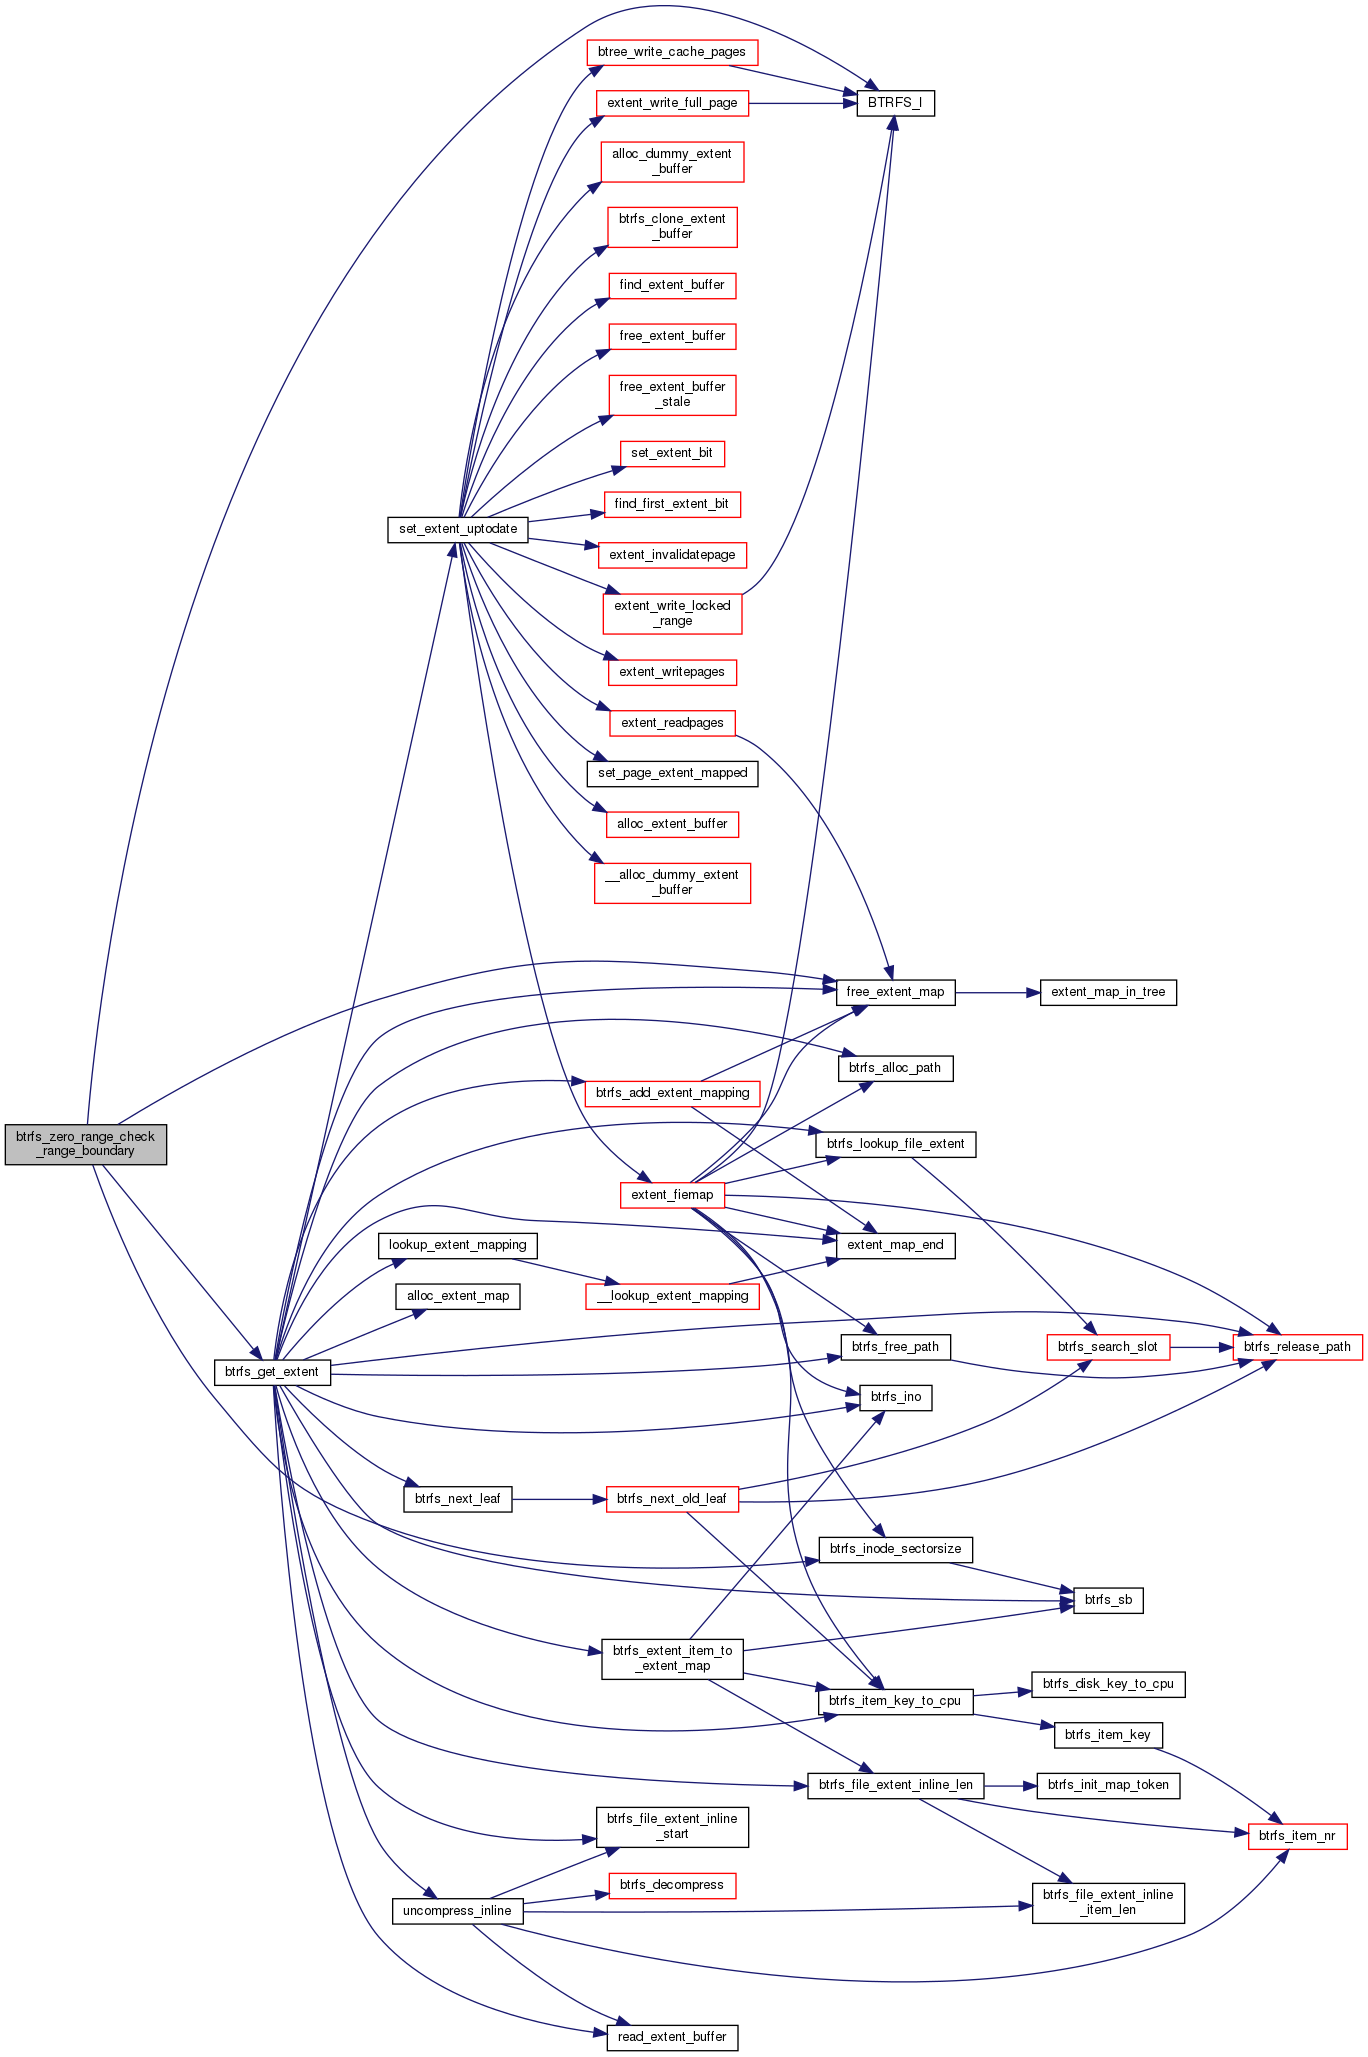 btree_write_cache_pages
extent_write_full_page
BTRFS_I
alloc_dummy_extent
_buffer
btrfs_clone_extent
_buffer
find_extent_buffer
free_extent_buffer
free_extent_buffer
_stale
set_extent_bit
find_first_extent_bit
set_extent_uptodate
extent_invalidatepage
extent_write_locked
_range
extent_writepages
extent_readpages
set_page_extent_mapped
alloc_extent_buffer
__alloc_dummy_extent
_buffer
free_extent_map
extent_map_in_tree
btrfs_alloc_path
btrfs_add_extent_mapping
btrfs_zero_range_check
_range_boundary
btrfs_lookup_file_extent
extent_fiemap
lookup_extent_mapping
extent_map_end
alloc_extent_map
__lookup_extent_mapping
btrfs_free_path
btrfs_search_slot
btrfs_release_path
btrfs_get_extent
btrfs_ino
btrfs_next_leaf
btrfs_next_old_leaf
btrfs_inode_sectorsize
btrfs_sb
btrfs_extent_item_to
_extent_map
btrfs_disk_key_to_cpu
btrfs_item_key_to_cpu
btrfs_item_key
btrfs_file_extent_inline_len
btrfs_init_map_token
btrfs_file_extent_inline
_start
btrfs_item_nr
btrfs_decompress
btrfs_file_extent_inline
_item_len
uncompress_inline
read_extent_buffer